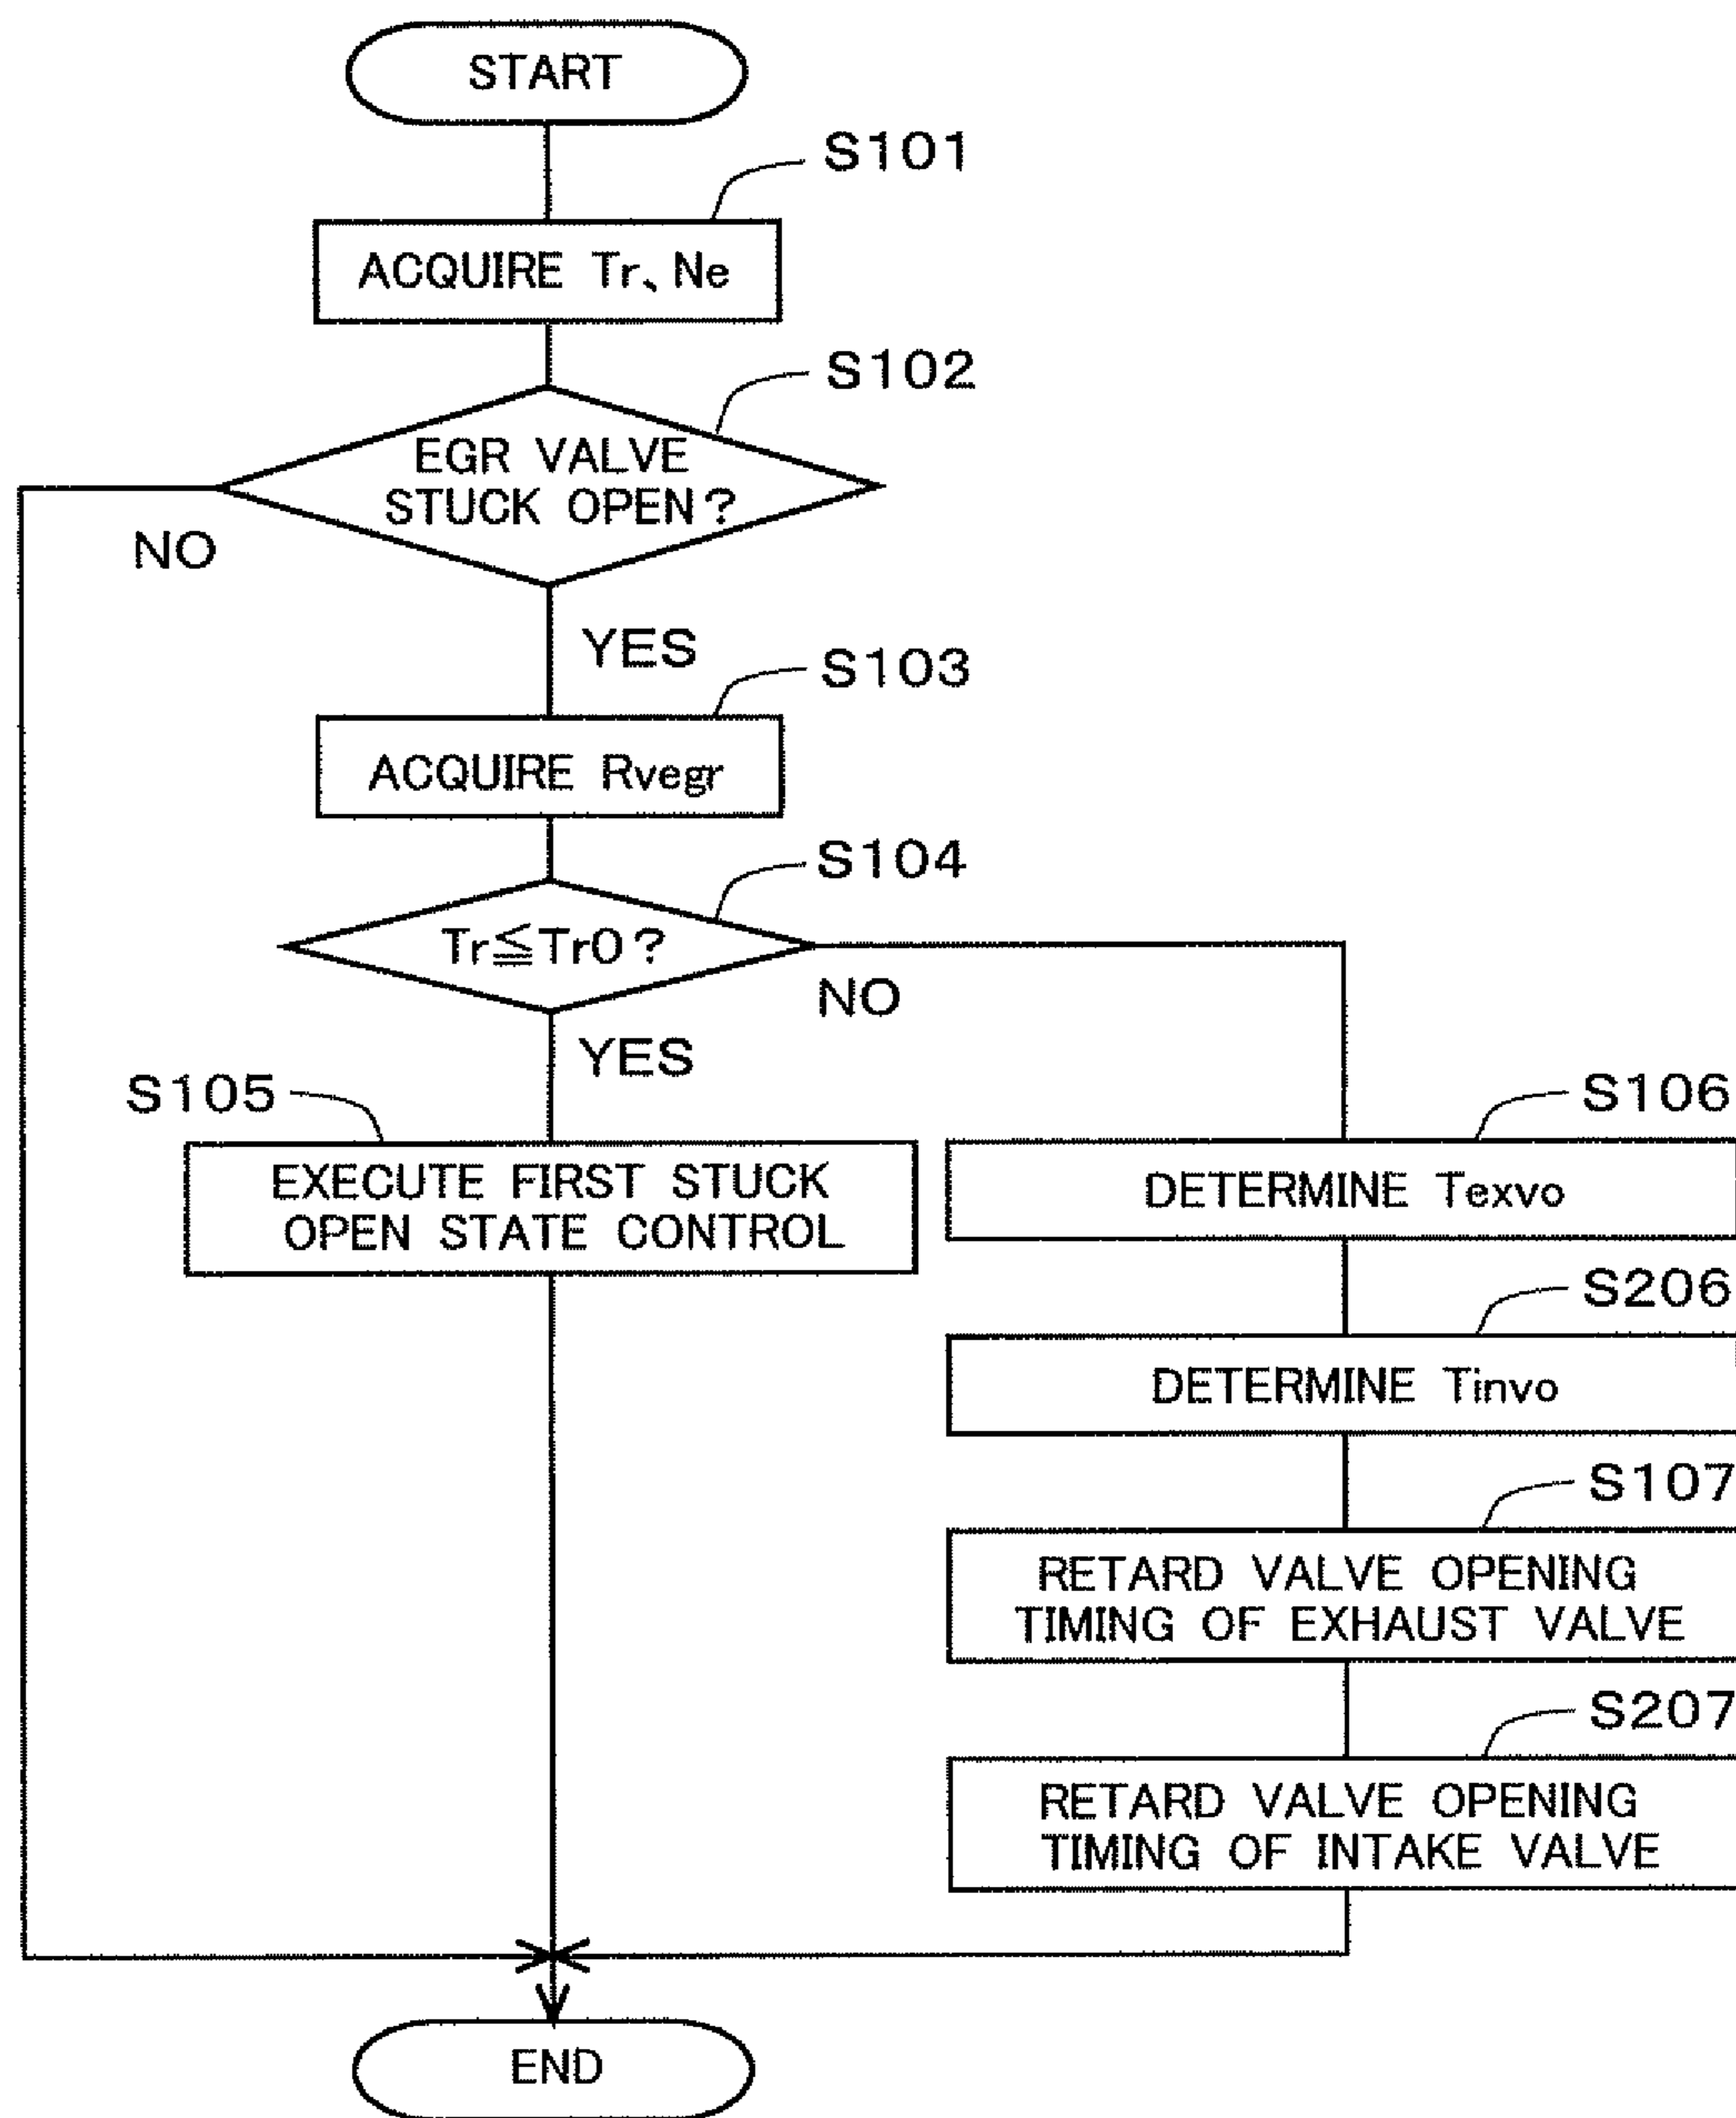 START
S101
ACQUIRE Tr、Ne
S102
EGR VALVE
STUCK OPEN?
NO
YES
S103
ACQUIRE Rvegr
S104
Tr≦Tr0?
NO
YES
S105
EXECUTE FIRST STUCK
OPEN STATE CONTROL
S106
DETERMINE Texvo
S206
DETERMINE Tinvo
S107
RETARD VALVE OPENING
TIMING OF EXHAUST VALVE
S207
RETARD VALVE OPENING
TIMING OF INTAKE VALVE
END